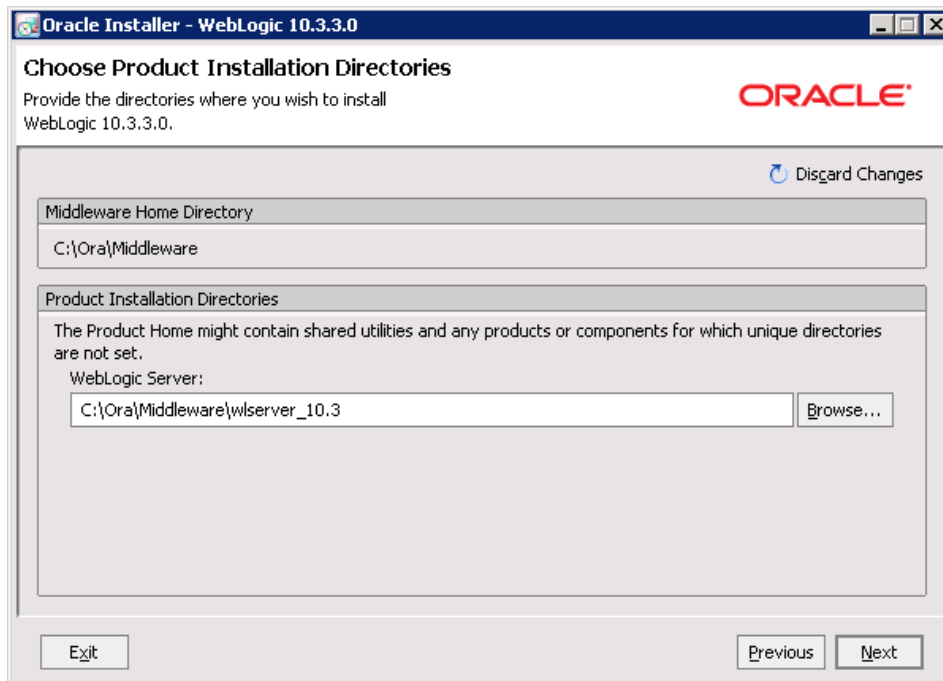 Oracle Installer - WebLogic 10.3.3.0
Choose Product Installation Directories
Provide the directories where you wish to install
WebLogic 10.3.3.0.
ORACLE
Discard Changes
Middleware Home Directory
C:\Ora\Middleware
Product Installation Directories
The Product Home might contain shared utilities and any products or components for which unique directories
are not set.
WebLogic Server:
C:\Ora\Middleware\wlserver_10.3
Browse...
Exit
Previous
Next